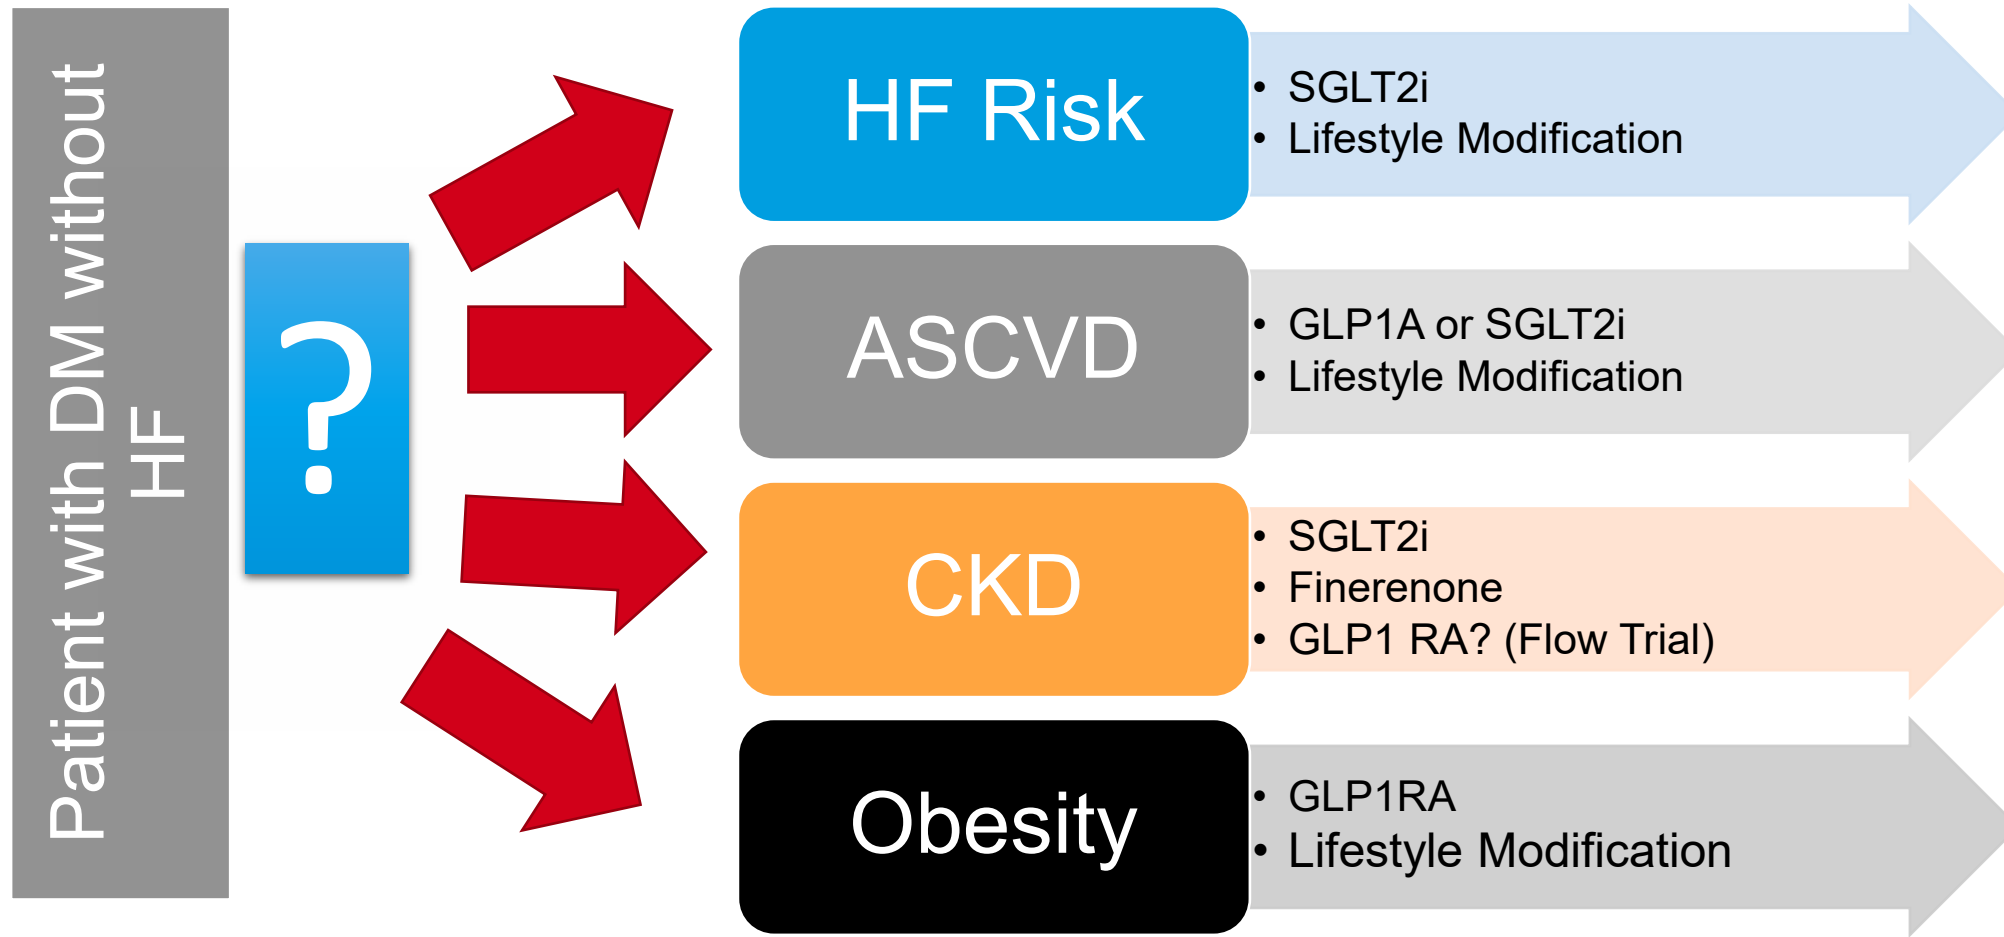 Patient with DM without
HF
?
HF Risk
• SGLT2i
• Lifestyle Modification
ASCVD
• GLP1A or SGLT2i
• Lifestyle Modification
CKD
• SGLT2i
• Finerenone
• GLP1 RA? (Flow Trial)
Obesity
• GLP1RA
• Lifestyle Modification